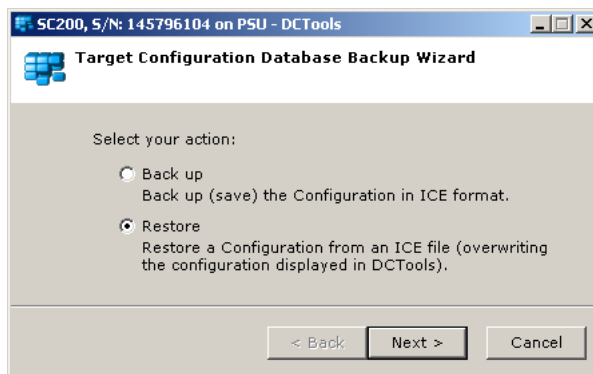 SC200, S/N: 145796104 on PSU - DCTools
Target Configuration Database Backup Wizard
Select your action:
Back up
Back up (save) the Configuration in ICE format.
Restore
Restore a Configuration from an ICE file (overwriting
the configuration displayed in DCTools).
< Back Next > Cancel